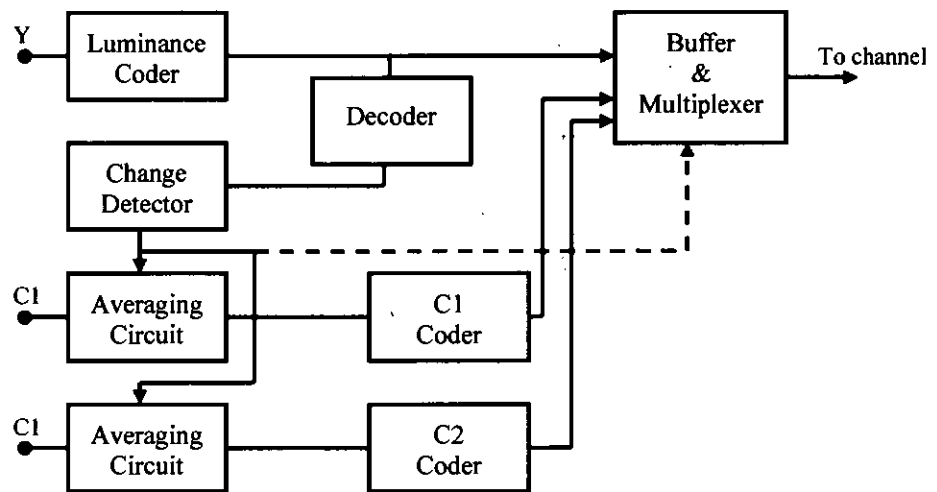 Y
Luminance
Coder
Buffer
&
Multiplexer
To channel
Decoder
Change
Detector
C1
Averaging
Circuit
C1
Coder
C1
Averaging
Circuit
C2
Coder